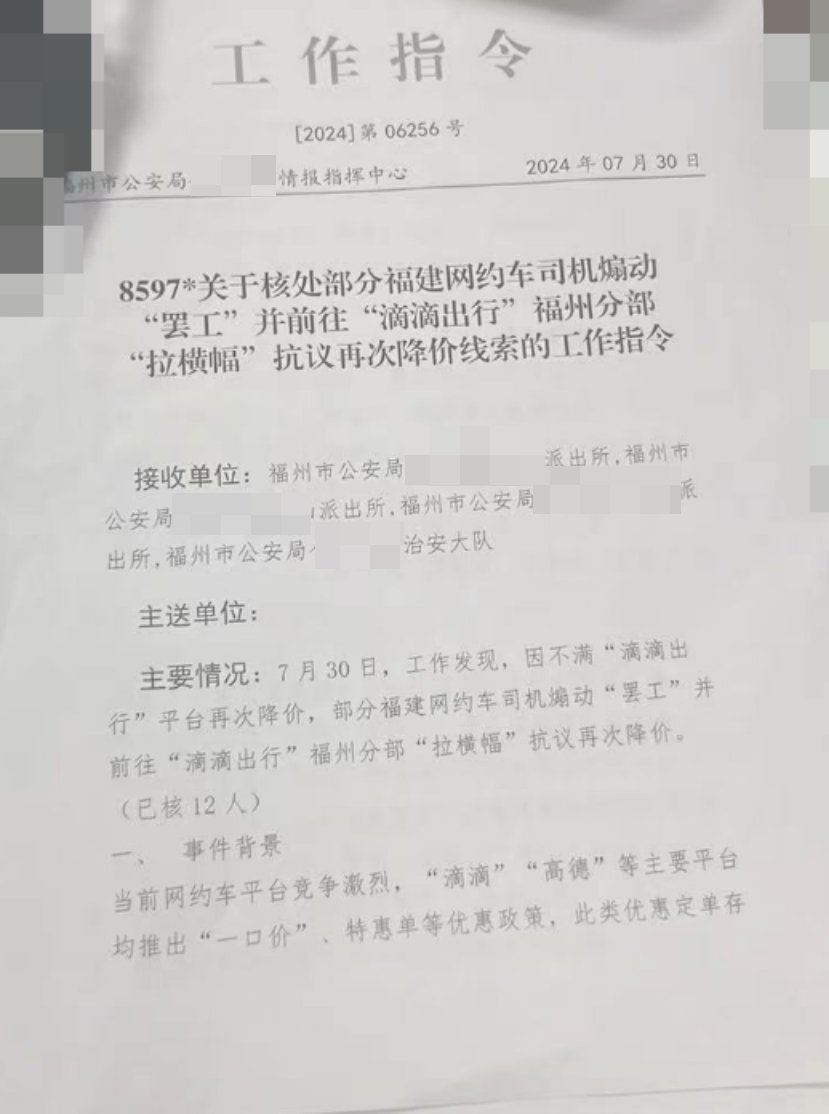 工作指令
[2024]第 06256 号
福州市公安局 情报指挥中心 2024 年 07 月 30 日
8597*关于核处部分福建网约车司机煽动
“罢工”并前往“滴滴出行”福州分部
“拉横幅”抗议再次降价线索的工作指令
接收单位：福州市公安局 派出所,福州市
公安局 派出所,福州市公安局 派
出所,福州市公安局 治安大队
主送单位：
主要情况：7 月 30 日，工作发现，因不满“滴滴出
行”平台再次降价，部分福建网约车司机煽动“罢工”并
前往“滴滴出行”福州分部“拉横幅”抗议再次降价。
（已核 12 人）
一、 事件背景
当前网约车平台竞争激烈，“滴滴”“高德”等主要平台
均推出“一口价”、特惠单等优惠政策，此类优惠定单存